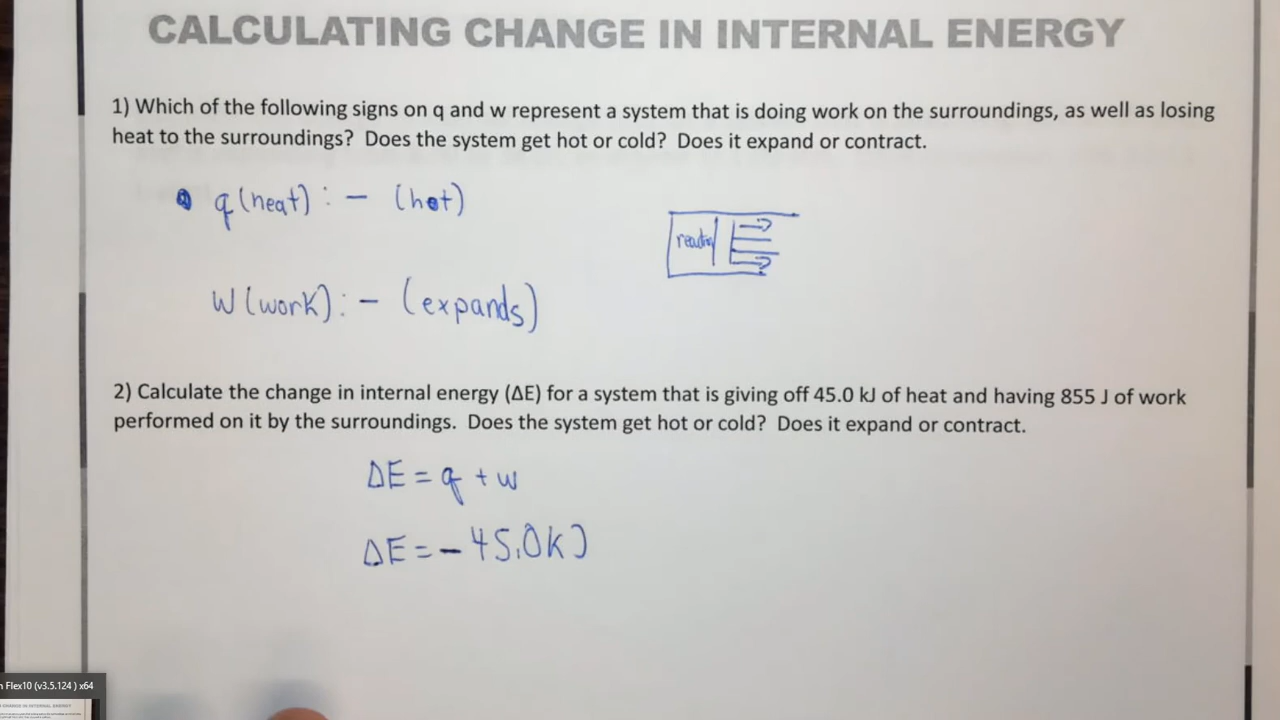 CALCULATING CHANGE IN INTERNAL ENERGY
1) Which of the following signs on q and w represent a system that is doing work on the surroundings, as well as losing
heat to the surroundings? Does the system get hot or cold? Does it expand or contract.
q (heat) : – (hot)
W (work) : – (expands)
2) Calculate the change in internal energy (ΔE) for a system that is giving off 45.0 kJ of heat and having 855 J of work
performed on it by the surroundings. Does the system get hot or cold? Does it expand or contract.
ΔE = q + w
ΔE = – 45.0kJ
n Flex10 (v3.5.124 ) x64